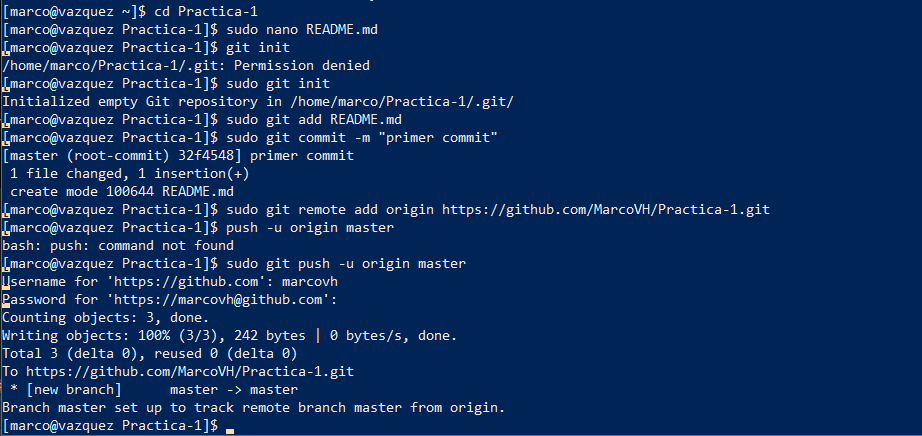 [marco@vazquez ~]$ cd Practica-1
[marco@vazquez Practica-1]$ sudo nano README.md
[marco@vazquez Practica-1]$ git init
/home/marco/Practica-1/.git: Permission denied
[marco@vazquez Practica-1]$ sudo git init
Initialized empty Git repository in /home/marco/Practica-1/.git/
[marco@vazquez Practica-1]$ sudo git add README.md
[marco@vazquez Practica-1]$ sudo git commit -m "primer commit"
[master (root-commit) 32f4548] primer commit
 1 file changed, 1 insertion(+)
 create mode 100644 README.md
[marco@vazquez Practica-1]$ sudo git remote add origin https://github.com/MarcoVH/Practica-1.git
[marco@vazquez Practica-1]$ push -u origin master
bash: push: command not found
[marco@vazquez Practica-1]$ sudo git push -u origin master
Username for 'https://github.com': marcovh
Password for 'https://marcovh@github.com':
Counting objects: 3, done.
Writing objects: 100% (3/3), 242 bytes | 0 bytes/s, done.
Total 3 (delta 0), reused 0 (delta 0)
To https://github.com/MarcoVH/Practica-1.git
 * [new branch]      master -> master
Branch master set up to track remote branch master from origin.
[marco@vazquez Practica-1]$